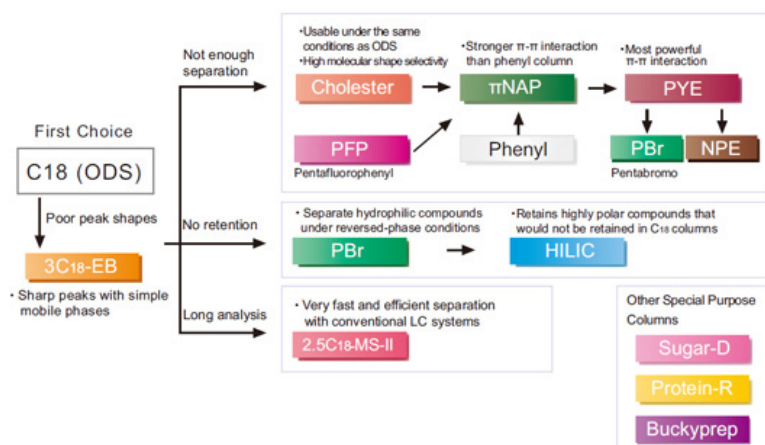 First Choice
C18 (ODS)
Poor peak shapes
3C18-EB
• Sharp peaks with simple
mobile phases
Not enough
separation
•Usable under the same
conditions as ODS
•High molecular shape selectivity
Cholester
•Stronger π-π interaction
than phenyl column
πNAP
•Most powerful
π-π interaction
PYE
PFP
Pentafluorophenyl
Phenyl
PBr
Pentabromo
NPE
No retention
• Separate hydrophilic compounds
under reversed-phase conditions
PBr
•Retains highly polar compounds that
would not be retained in C18 columns
HILIC
Long analysis
• Very fast and efficient separation
with conventional LC systems
2.5C18-MS-II
Other Special Purpose
Columns
Sugar-D
Protein-R
Buckyprep